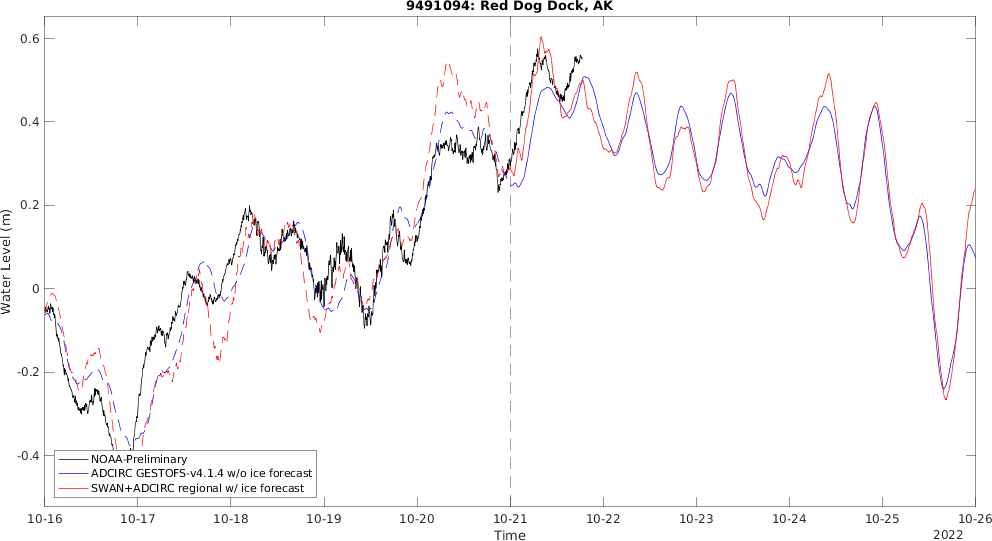 9491094: Red Dog Dock, AK
Water Level (m)
0.6
0.4
0.2
0
-0.2
-0.4
NOAA-Preliminary
ADCIRC GESTOFS-v4.1.4 w/o ice forecast
SWAN+ADCIRC regional w/ ice forecast
10-16 10-17 10-18 10-19 10-20 10-21 10-22 10-23 10-24 10-25 10-26
Time
2022